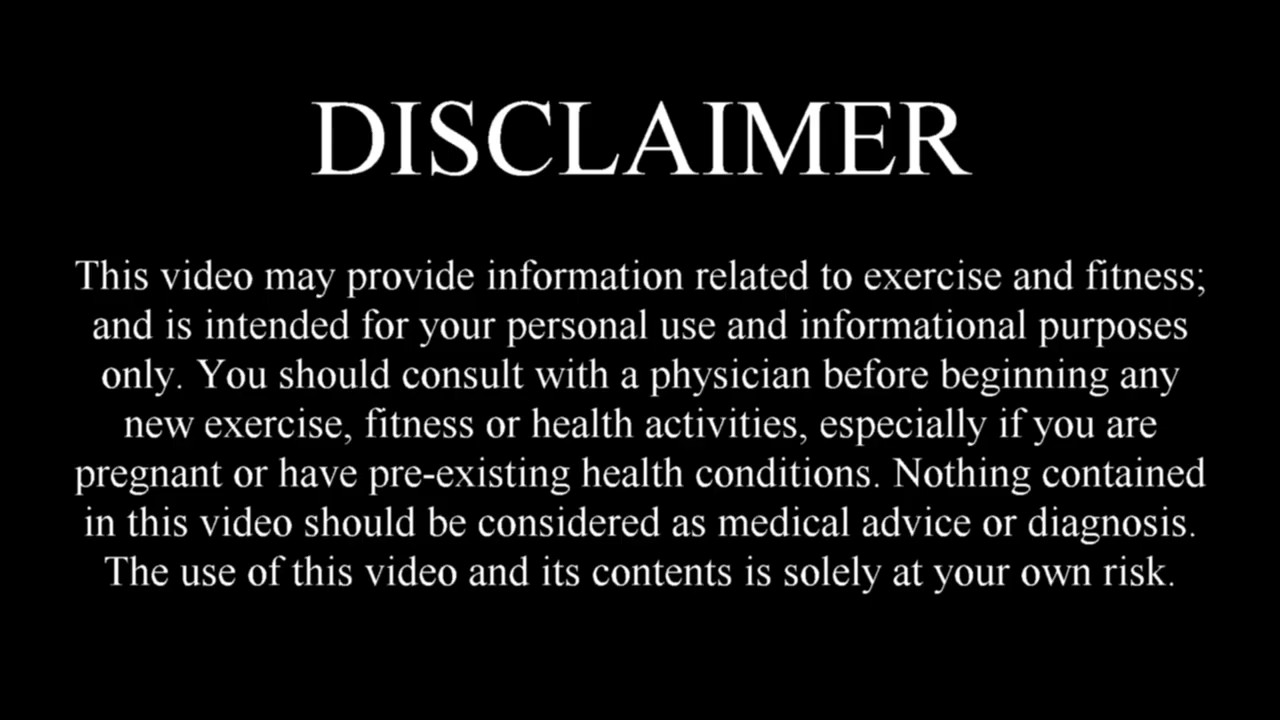 DISCLAIMER
This video may provide information related to exercise and fitness;
and is intended for your personal use and informational purposes
only. You should consult with a physician before beginning any
new exercise, fitness or health activities, especially if you are
pregnant or have pre-existing health conditions. Nothing contained
in this video should be considered as medical advice or diagnosis.
The use of this video and its contents is solely at your own risk.